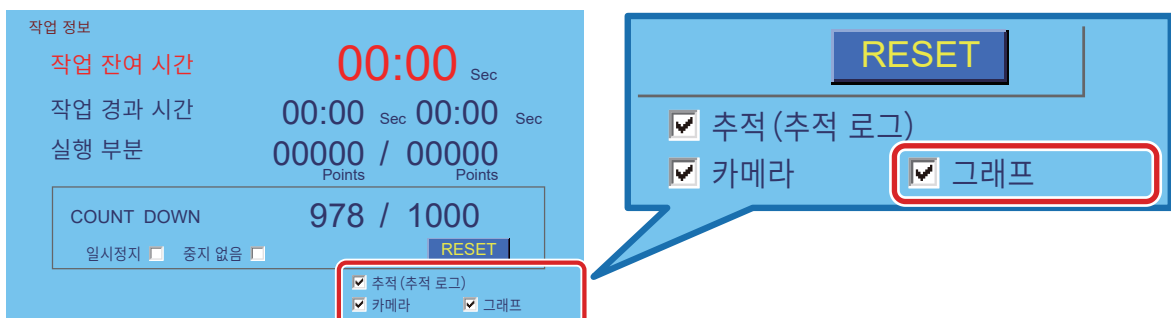 작업 정보
작업 잔여 시간 00:00 Sec
작업 경과 시간 00:00 Sec 00:00 Sec
실행 부분 00000 / 00000
Points Points
COUNT DOWN 978 / 1000
일시정지 중지 없음 RESET
추적(추적 로그)
카메라 그래프
RESET
추적(추적 로그)
카메라 그래프